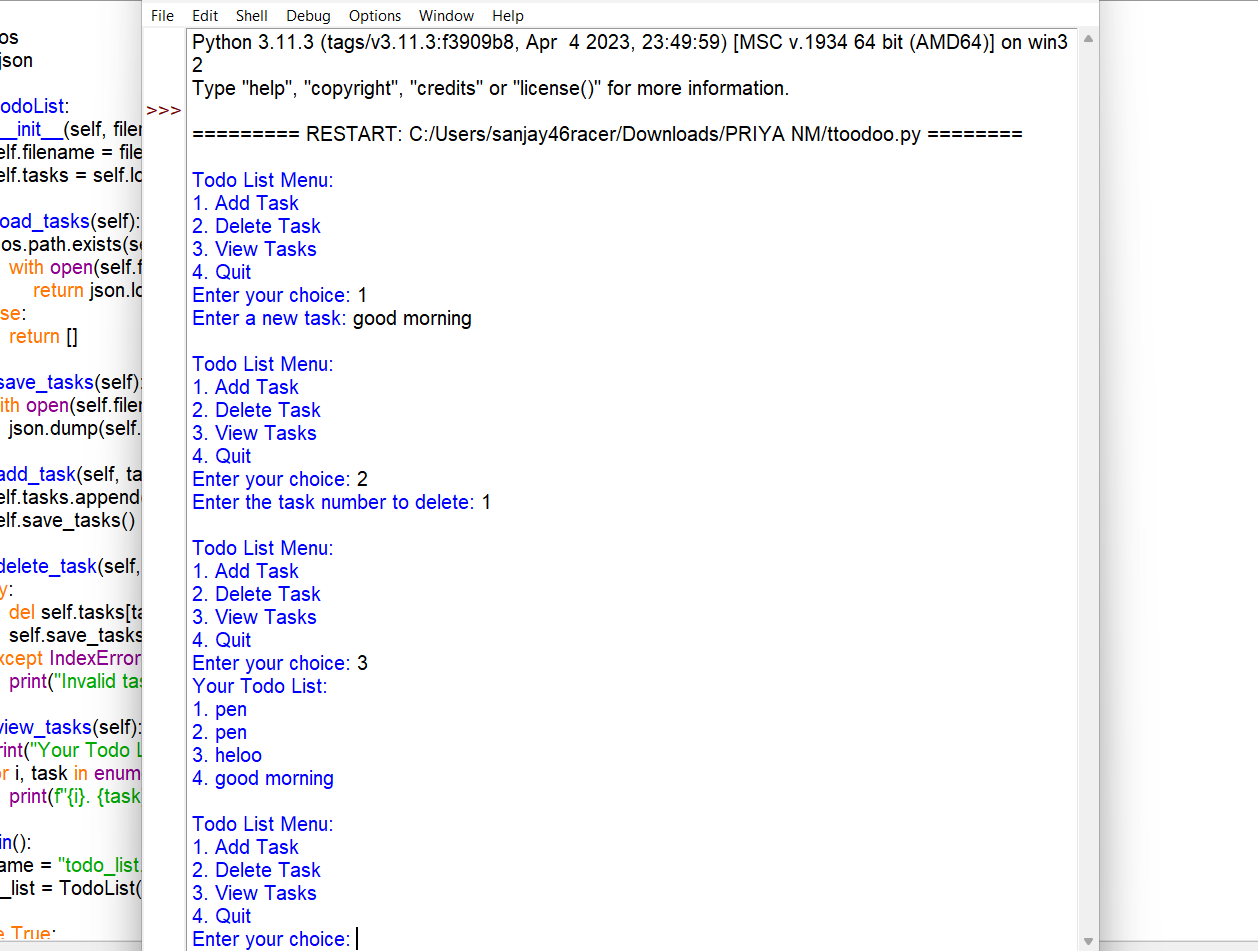 File Edit Shell Debug Options Window Help
Python 3.11.3 (tags/v3.11.3:f3909b8, Apr  4 2023, 23:49:59) [MSC v.1934 64 bit (AMD64)] on win3
2
Type "help", "copyright", "credits" or "license()" for more information.
>>>
========= RESTART: C:/Users/sanjay46racer/Downloads/PRIYA NM/ttoodoo.py ========
Todo List Menu:
1. Add Task
2. Delete Task
3. View Tasks
4. Quit
Enter your choice: 1
Enter a new task: good morning
Todo List Menu:
1. Add Task
2. Delete Task
3. View Tasks
4. Quit
Enter your choice: 2
Enter the task number to delete: 1
Todo List Menu:
1. Add Task
2. Delete Task
3. View Tasks
4. Quit
Enter your choice: 3
Your Todo List:
1. pen
2. pen
3. heloo
4. good morning
Todo List Menu:
1. Add Task
2. Delete Task
3. View Tasks
4. Quit
Enter your choice:
os
json
odoList:
__init__(self, filen
elf.filename = file
elf.tasks = self.lo
oad_tasks(self):
os.path.exists(se
with open(self.f
return json.lo
se:
return []
save_tasks(self):
ith open(self.filen
json.dump(self.
add_task(self, ta
elf.tasks.append(
elf.save_tasks()
delete_task(self,
y:
del self.tasks[ta
self.save_tasks
xcept IndexError
print("Invalid tas
view_tasks(self):
rint("Your Todo L
or i, task in enum
print(f"{i}. {task
in():
ame = "todo_list.
_list = TodoList(
e True: